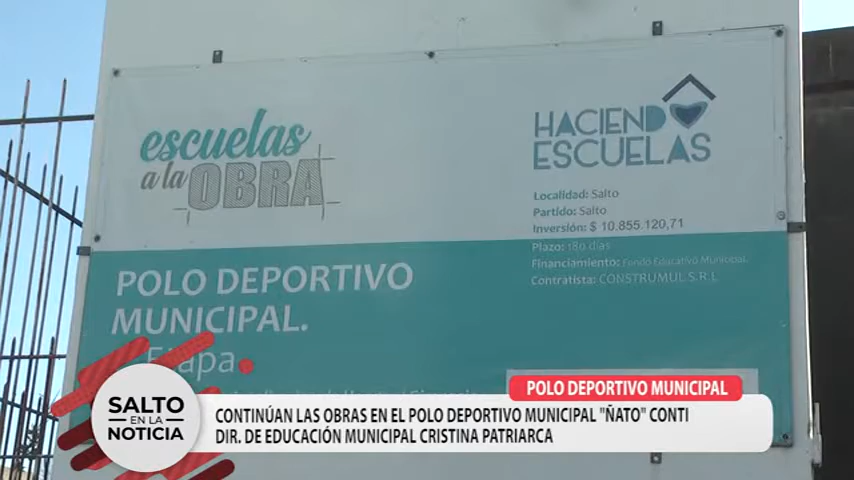 escuelas
a la OBRA
HACIENDO
ESCUELAS
Localidad: Salto
Partido: Salto
Inversión: $ 10.855.120,71
Plazo: 180 días
Financiamiento: Fondo Educativo Municipal.
Contratista: CONSTRUMUL S.R.L
POLO DEPORTIVO
MUNICIPAL.
Etapa
POLO DEPORTIVO MUNICIPAL
SALTO
EN LA
NOTICIA
CONTINÚAN LAS OBRAS EN EL POLO DEPORTIVO MUNICIPAL "ÑATO" CONTI
DIR. DE EDUCACIÓN MUNICIPAL CRISTINA PATRIARCA